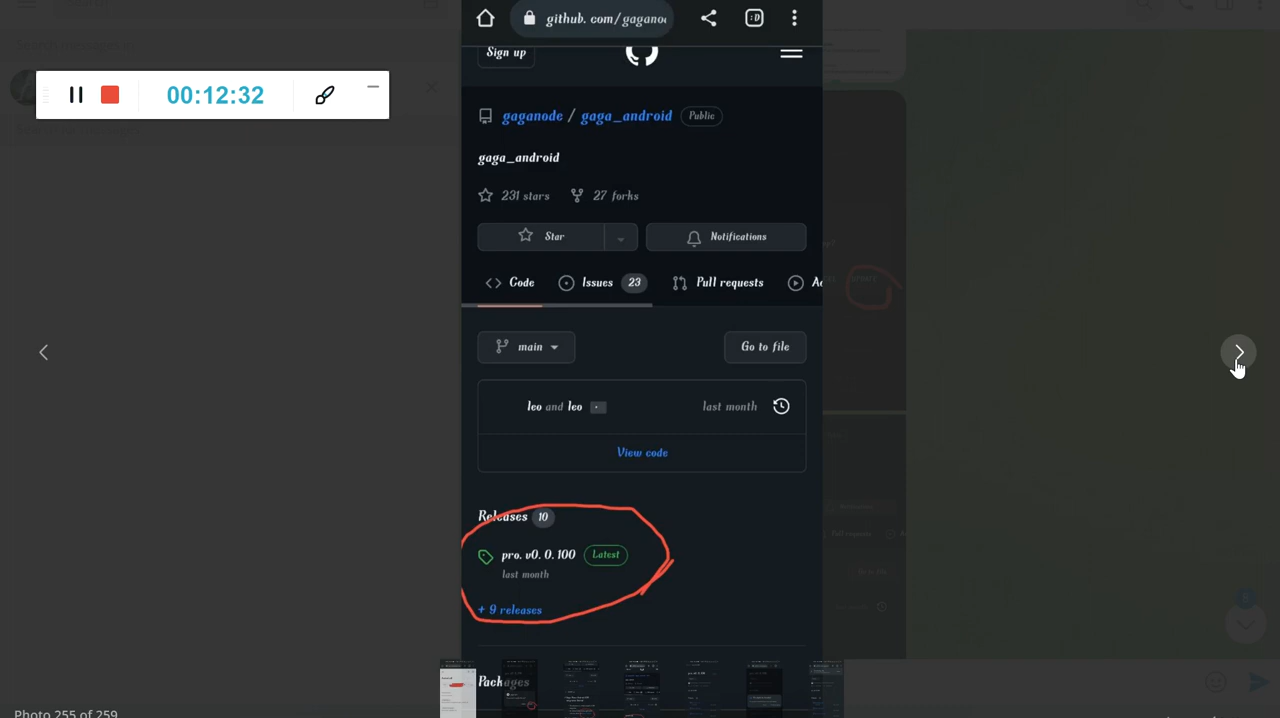 github. com/gagano
:D
Sign up
00:12:32
gaganode / gaga_android Public
gaga_android
231 stars 27 forks
Star Notifications
Code Issues 23 Pull requests
main Go to file
leo and leo last month
View code
Releases 10
pro. v0. 0.100 Latest
last month
+ 9 releases
Packages
Photo 255 of 259